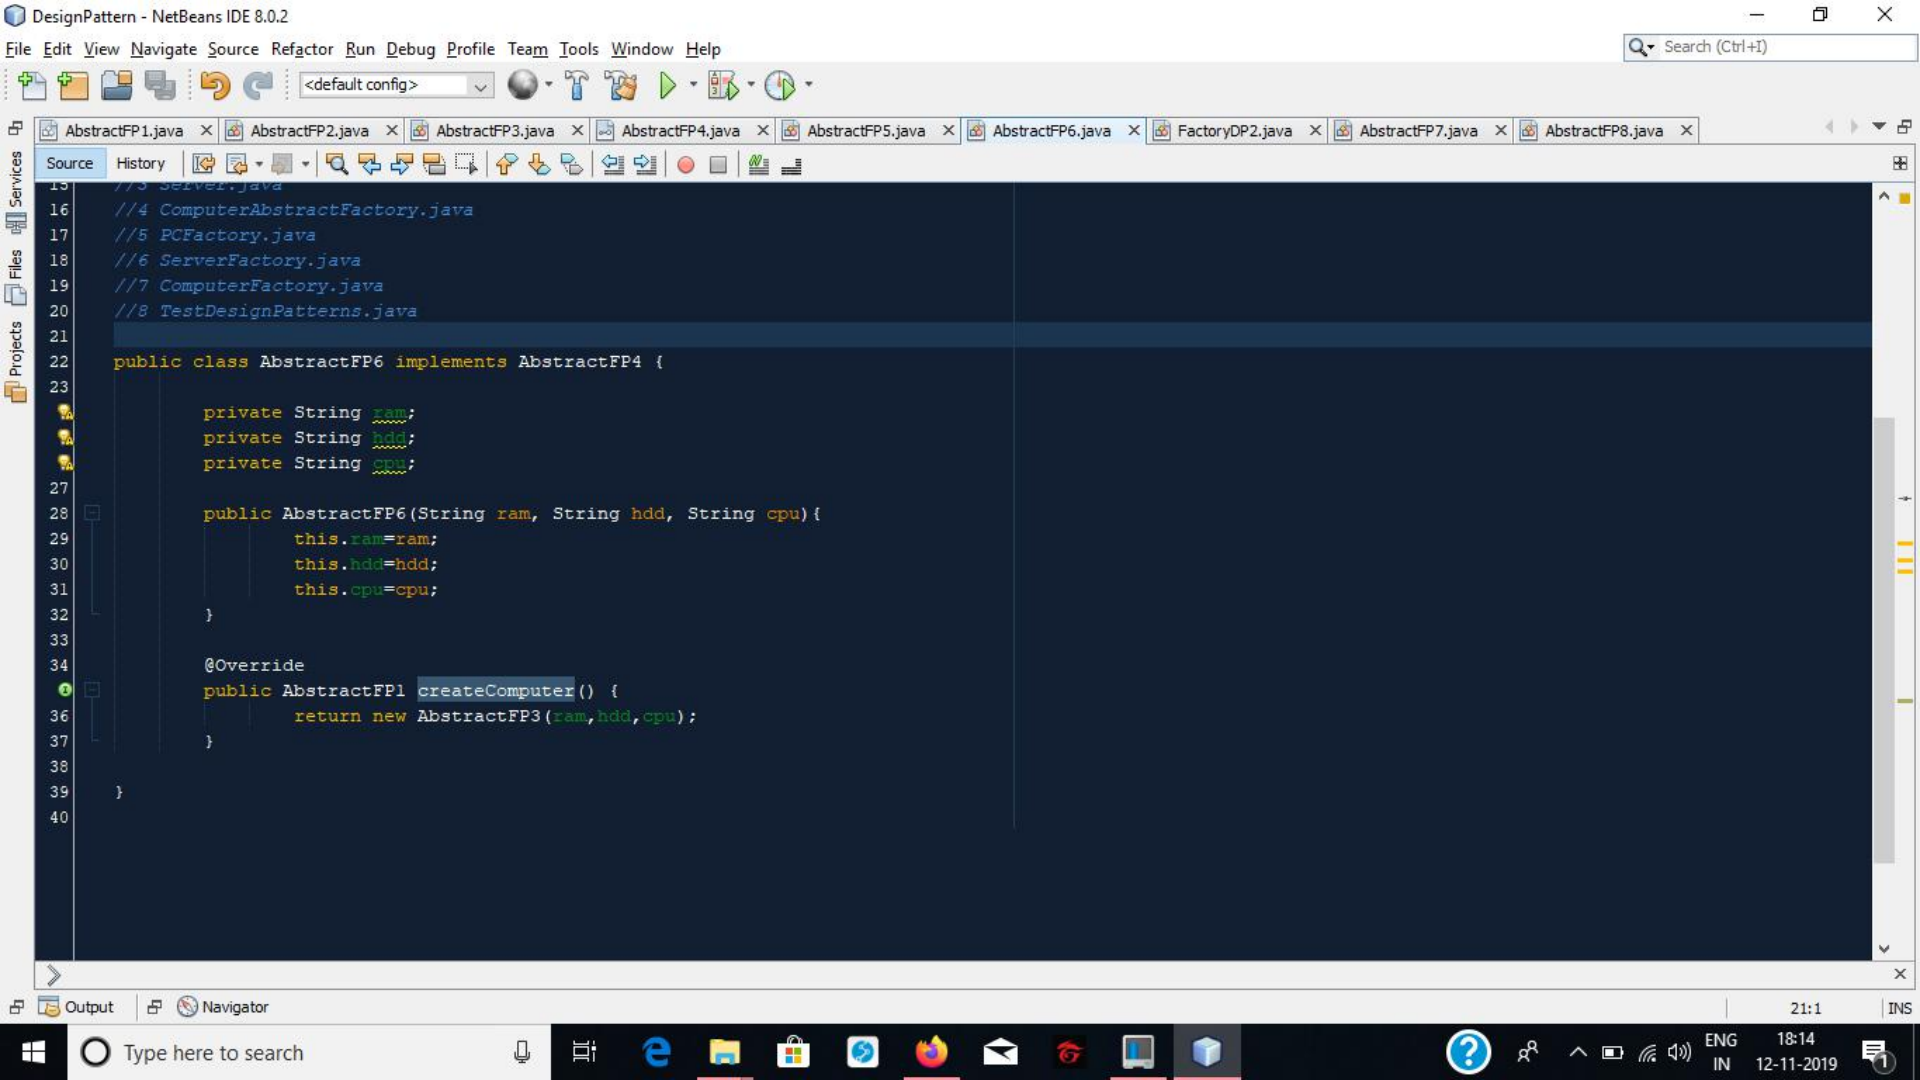 DesignPattern - NetBeans IDE 8.0.2
File Edit View Navigate Source Refactor Run Debug Profile Team Tools Window Help
Search (Ctrl+I)
<default config>
AbstractFP1.java AbstractFP2.java AbstractFP3.java AbstractFP4.java AbstractFP5.java AbstractFP6.java FactoryDP2.java AbstractFP7.java AbstractFP8.java
Source History
Services
Files
Projects
15 //3 Server.java
16 //4 ComputerAbstractFactory.java
17 //5 PCFactory.java
18 //6 ServerFactory.java
19 //7 ComputerFactory.java
20 //8 TestDesignPatterns.java
21
22 public class AbstractFP6 implements AbstractFP4 {
23
private String ram;
private String hdd;
private String cpu;
27
28 public AbstractFP6(String ram, String hdd, String cpu){
29 this.ram=ram;
30 this.hdd=hdd;
31 this.cpu=cpu;
32 }
33
34 @Override
public AbstractFP1 createComputer() {
36 return new AbstractFP3(ram,hdd,cpu);
37 }
38
39 }
40
Output Navigator
21:1 INS
Type here to search
ENG
IN
18:14
12-11-2019
1